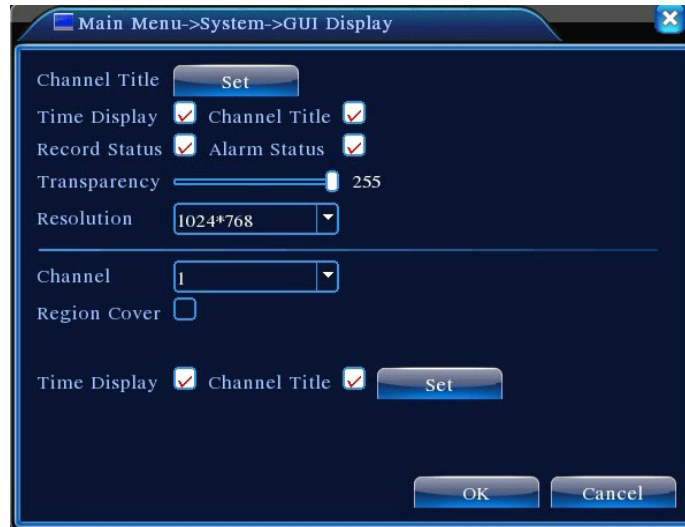 Main Menu->System->GUI Display
Channel Title Set
Time Display Channel Title
Record Status Alarm Status
Transparency 255
Resolution 1024*768
Channel 1
Region Cover
Time Display Channel Title Set
OK Cancel